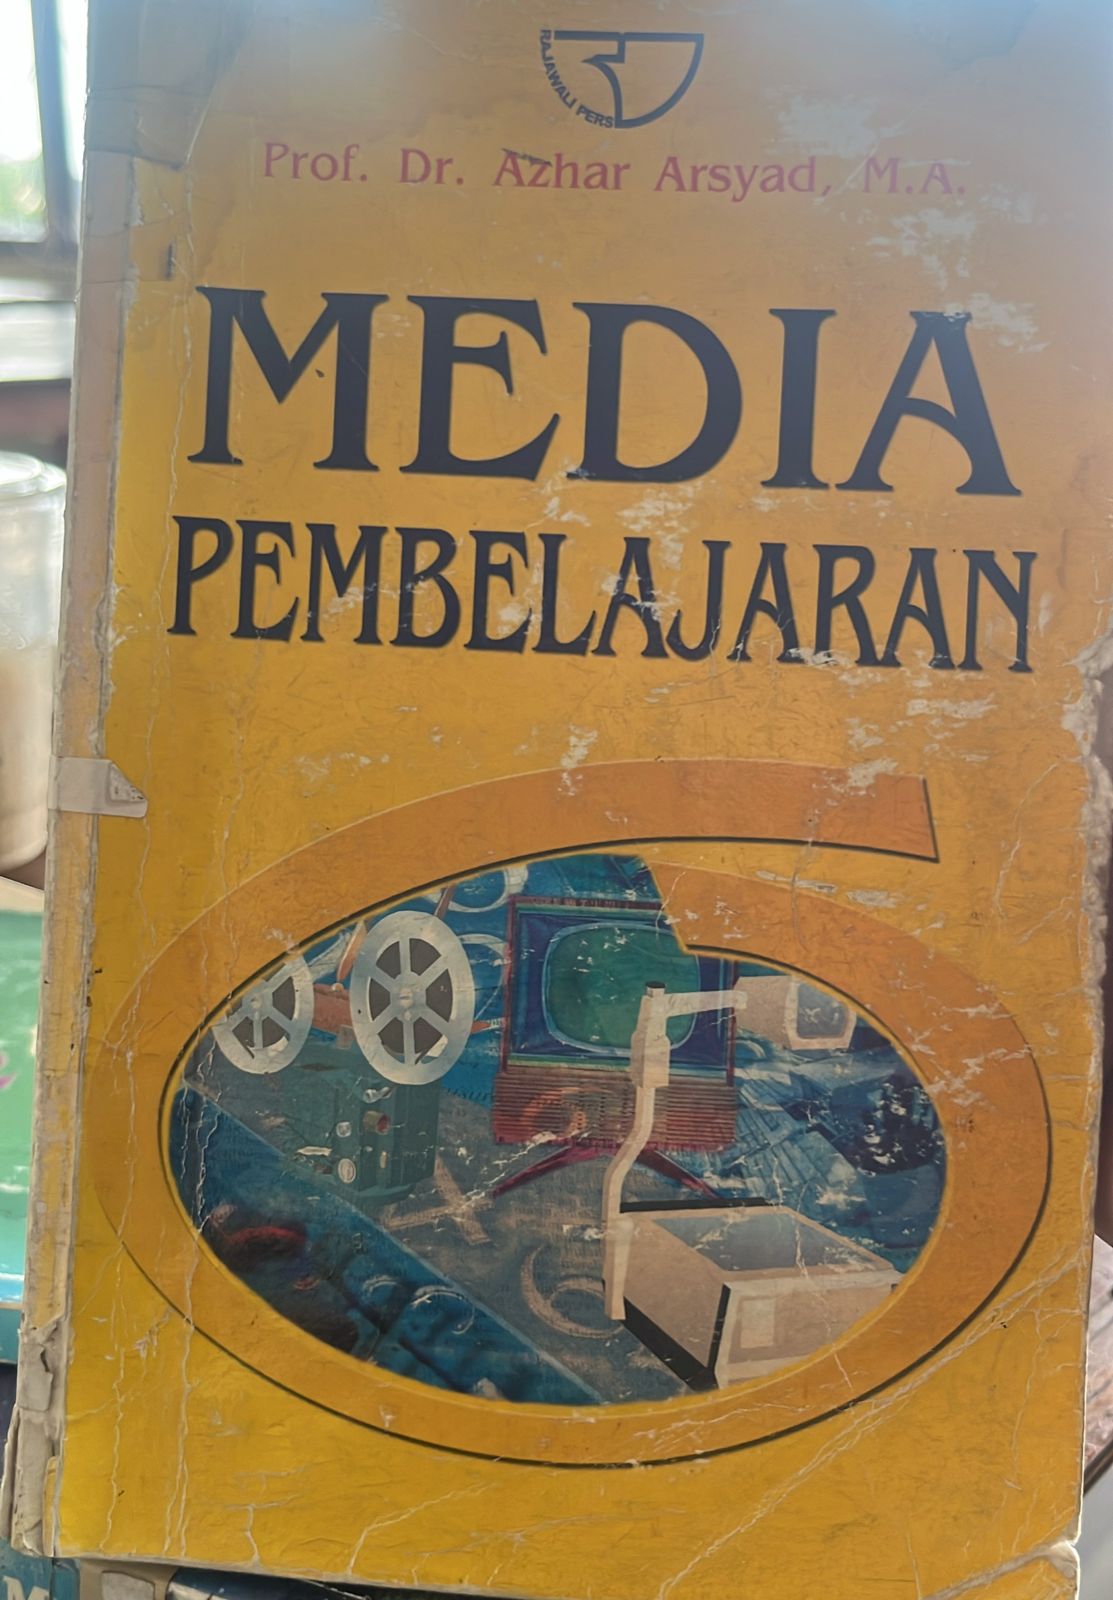 RAJAWALI PERS
Prof. Dr. Azhar Arsyad, M.A.
MEDIA
PEMBELAJARAN
M